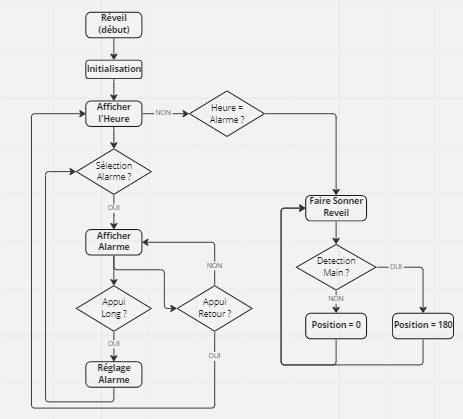 Réveil
(début)
Initialisation
Afficher
l'Heure
NON
Heure =
Alarme ?
Sélection
Alarme ?
OUI
Faire Sonner
Reveil
Afficher
Alarme
Detection
Main ?
OUI
NON
NON
Appui
Long ?
Appui
Retour ?
Position = 0
Position = 180
OUI
OUI
Réglage
Alarme